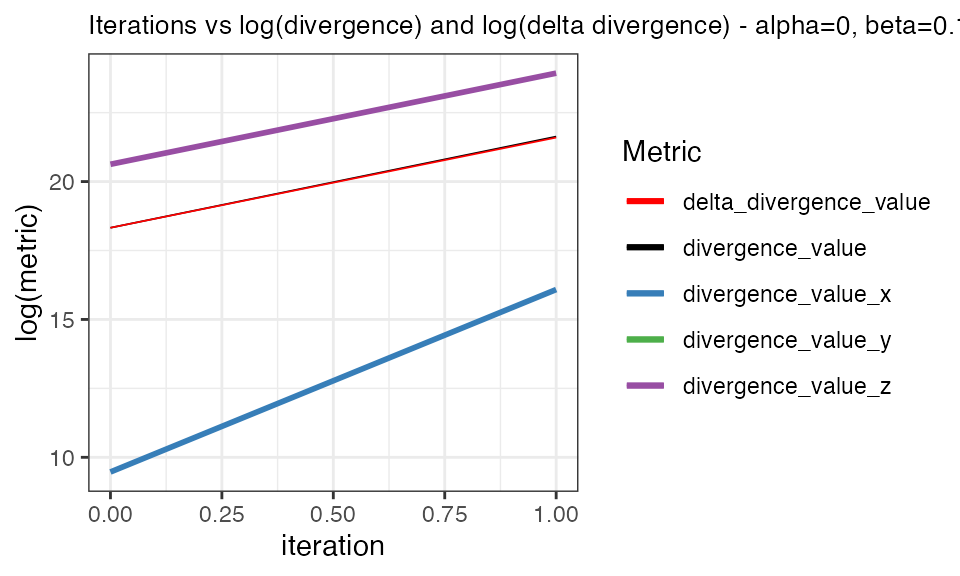 Iterations vs log(divergence) and log(delta divergence) - alpha=0, beta=0.
log(metric)
20
15
10
0.00 0.25 0.50 0.75 1.00
iteration
Metric
delta_divergence_value
divergence_value
divergence_value_x
divergence_value_y
divergence_value_z